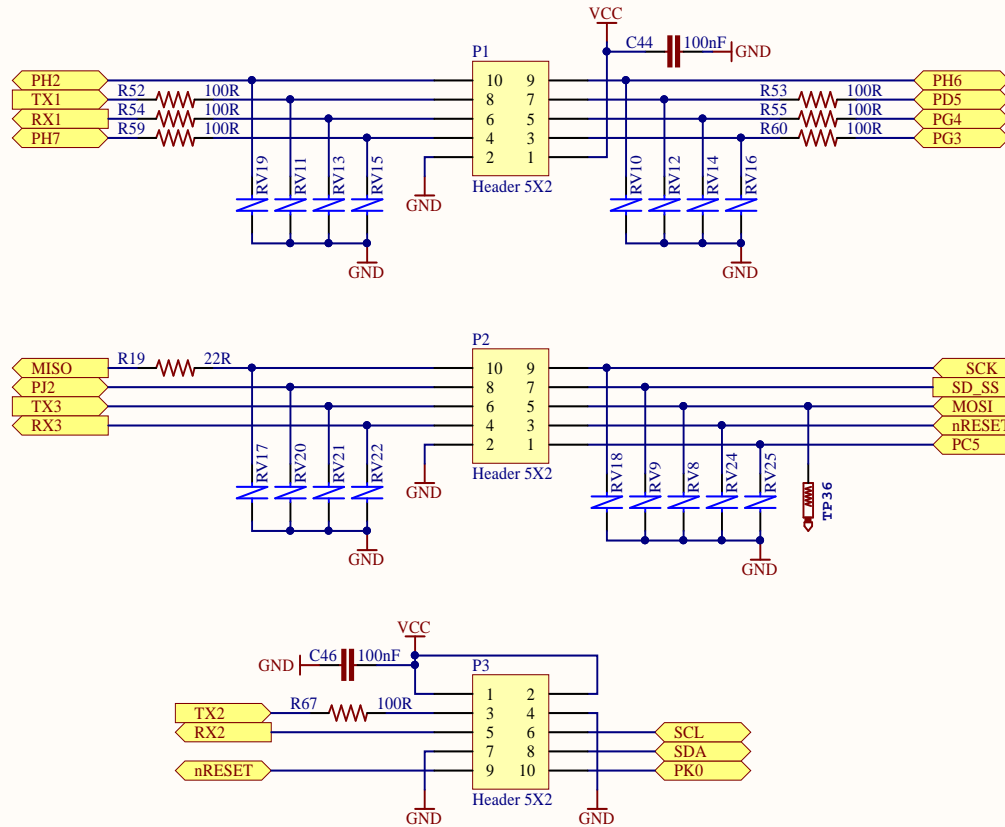 VCC
P1 C44 100nF GND
PH2 10 9 PH6
TX1 R52 100R 8 7 R53 100R PD5
RX1 R54 100R 6 5 R55 100R PG4
PH7 R59 100R 4 3 R60 100R PG3
2 1
RV19 RV11 RV13 RV15 GND Header 5X2 RV10 RV12 RV14 RV16
GND GND
P2
MISO R19 22R 10 9 SCK
PJ2 8 7 SD_SS
TX3 6 5 MOSI
RX3 4 3 nRESET
2 1 PC5
RV17 RV20 RV21 RV22 GND Header 5X2 RV18 RV9 RV8 RV24 RV25 TP36
GND GND
VCC
GND C46 100nF P3
1 2
TX2 R67 100R 3 4
RX2 5 6 SCL
7 8 SDA
nRESET 9 10 PK0
GND Header 5X2 GND